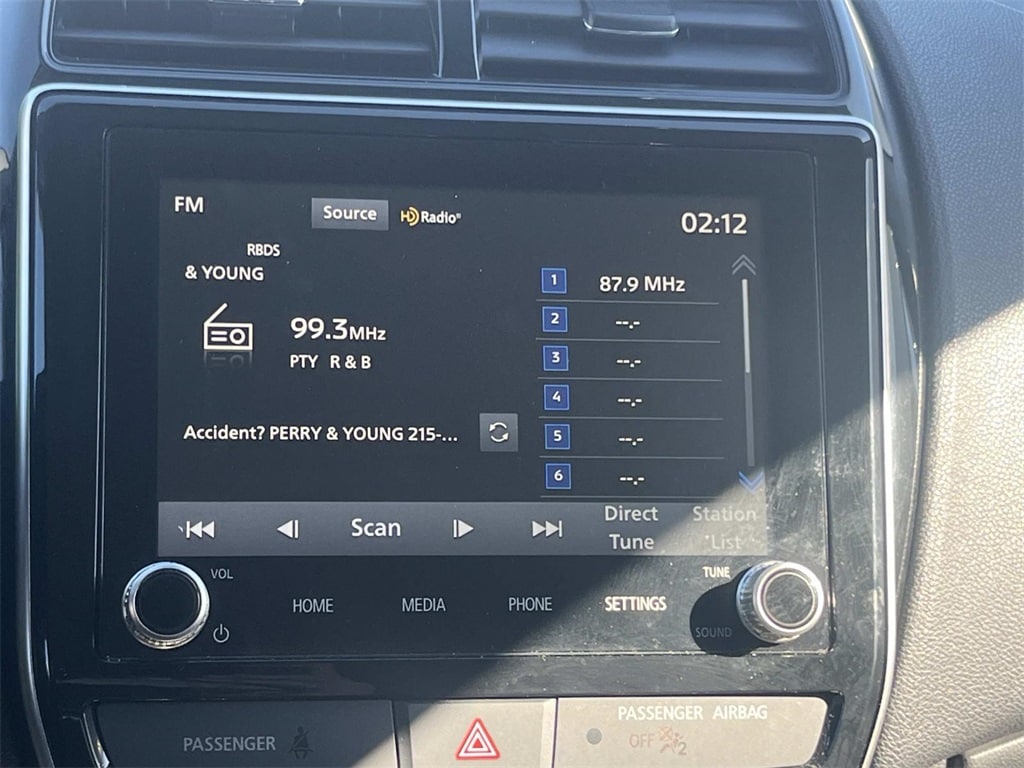 FM
Source
HD Radio®
02:12
RBDS
& YOUNG
99.3MHz
PTY R & B
Accident? PERRY & YOUNG 215-...
1 87.9 MHz
2 --.-
3 --.-
4 --.-
5 --.-
6 --.-
Scan
Direct
Tune
Station
List
VOL
TUNE
HOME
MEDIA
PHONE
SETTINGS
SOUND
PASSENGER
PASSENGER AIRBAG
OFF
2